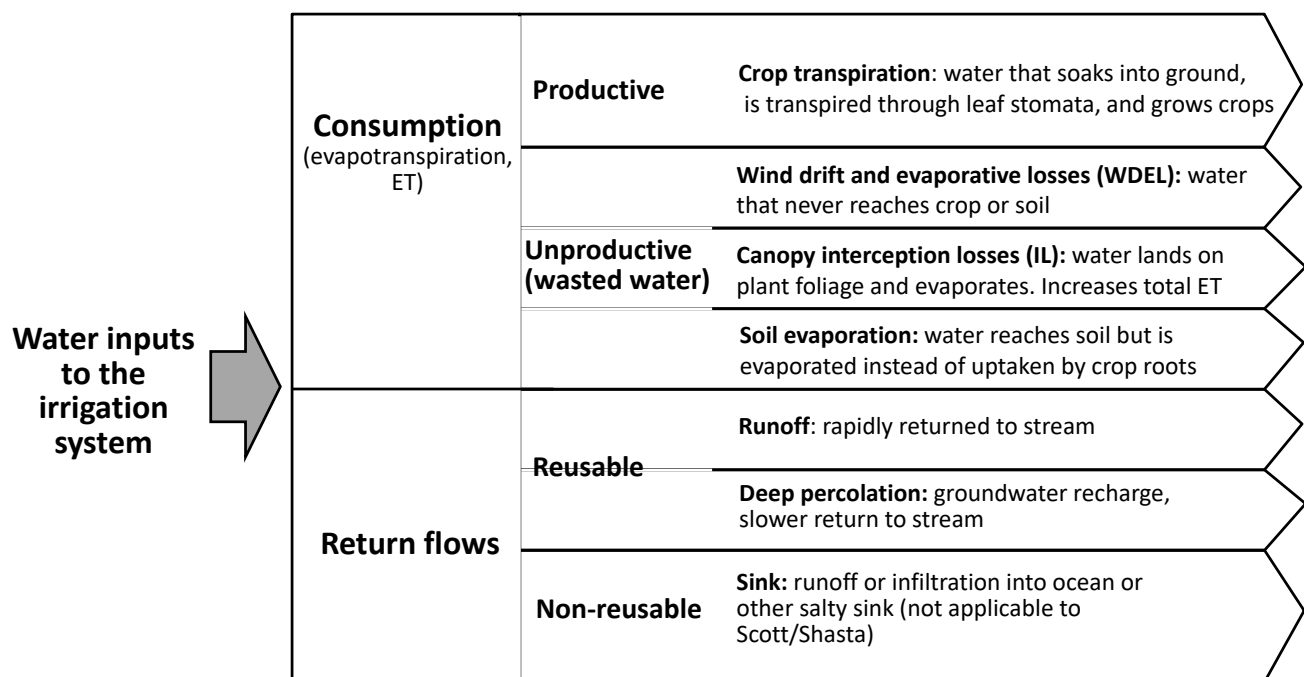 Water inputs
to the
irrigation
system
Consumption
(evapotranspiration,
ET)
Productive
Crop transpiration: water that soaks into ground,
is transpired through leaf stomata, and grows crops
Unproductive
(wasted water)
Wind drift and evaporative losses (WDEL): water
that never reaches crop or soil
Canopy interception losses (IL): water lands on
plant foliage and evaporates. Increases total ET
Soil evaporation: water reaches soil but is
evaporated instead of uptaken by crop roots
Return flows
Reusable
Runoff: rapidly returned to stream
Deep percolation: groundwater recharge,
slower return to stream
Non-reusable
Sink: runoff or infiltration into ocean or
other salty sink (not applicable to
Scott/Shasta)